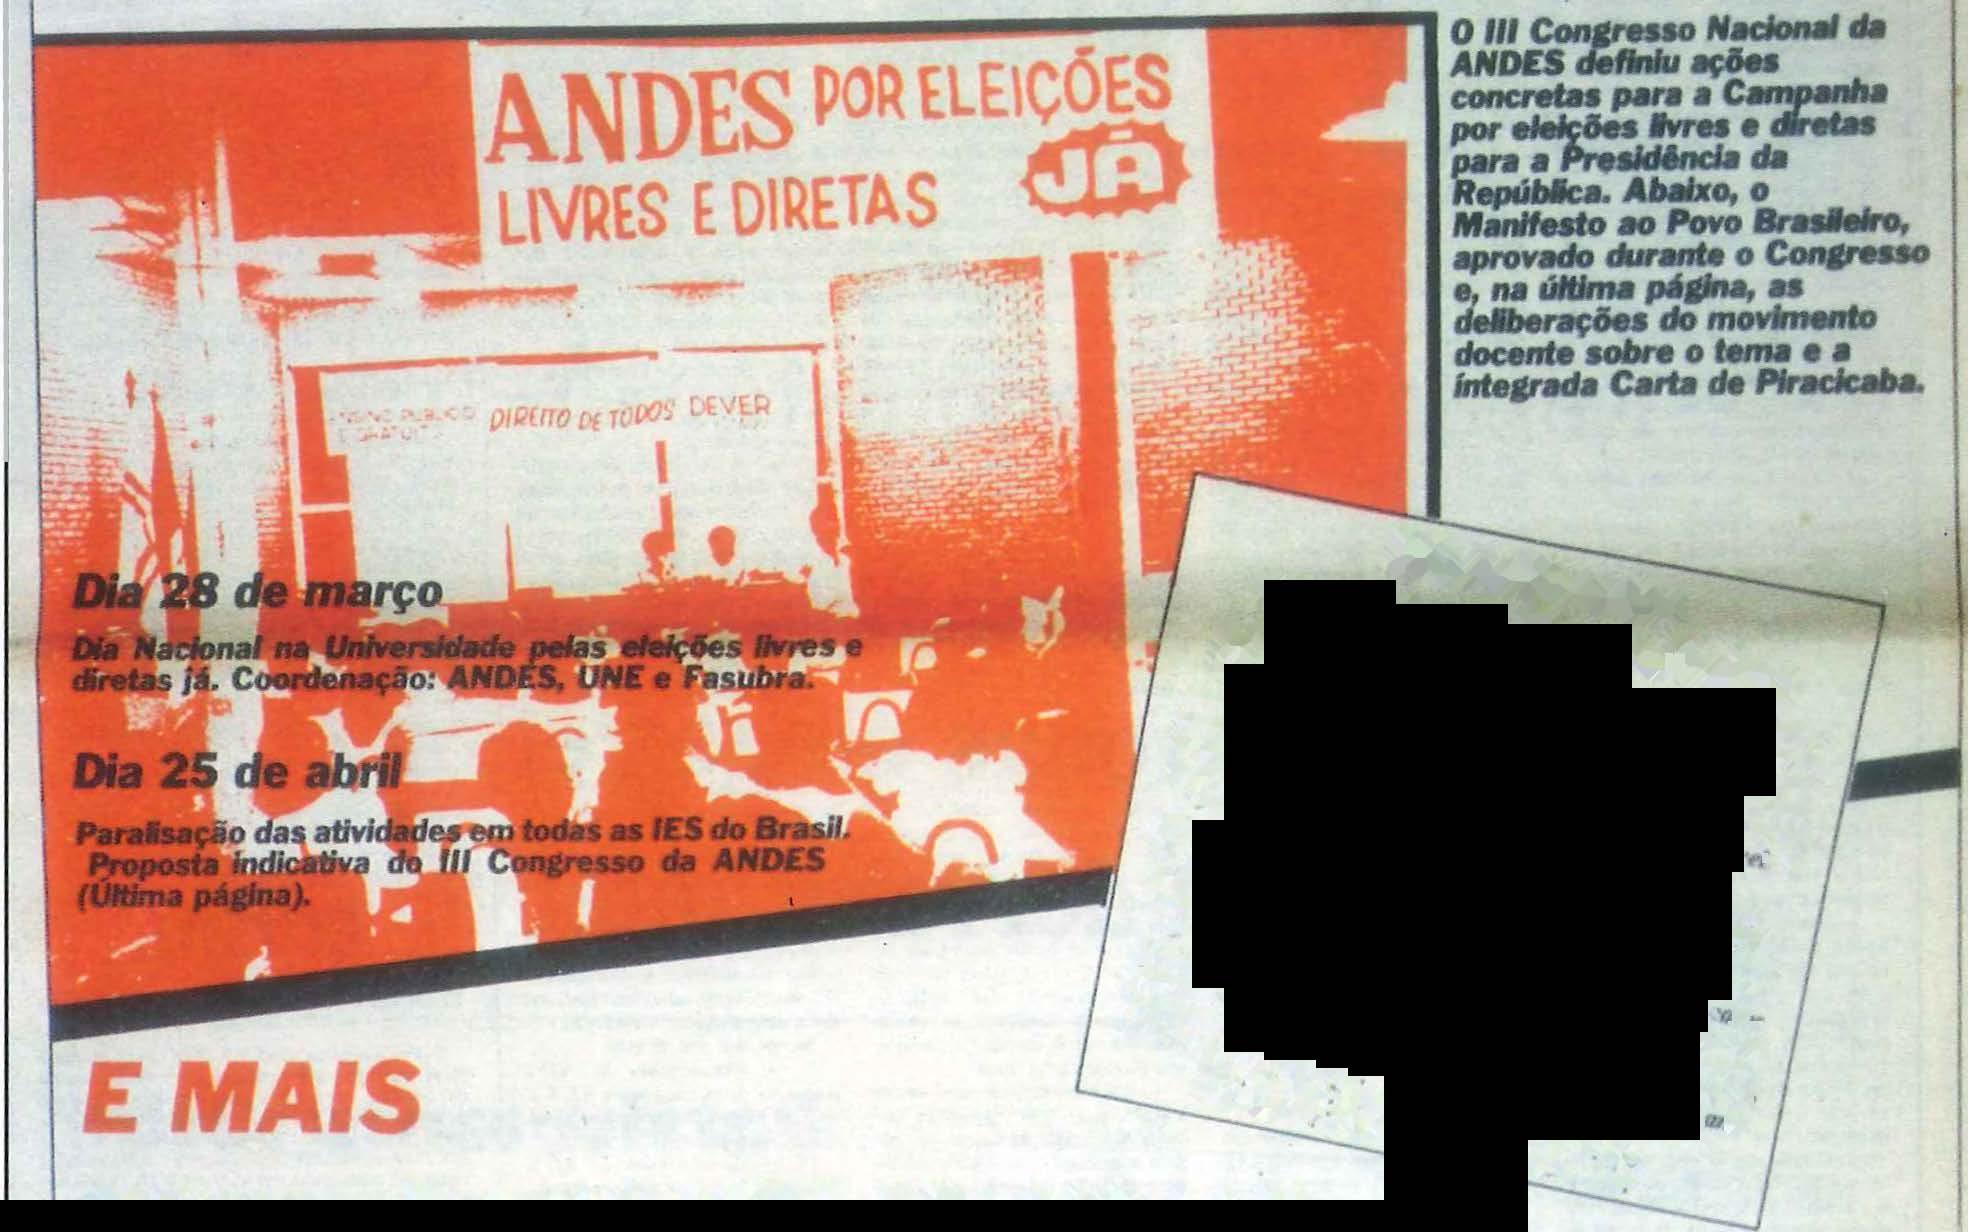 ANDES POR ELEIÇÕES
LIVRES E DIRETAS JÁ
DIREITO DE TODOS DEVER
O III Congresso Nacional da
ANDES definiu ações
concretas para a Campanha
por eleições livres e diretas
para a Presidência da
República. Abaixo, o
Manifesto ao Povo Brasileiro,
aprovado durante o Congresso
e, na última página, as
deliberações do movimento
docente sobre o tema e a
íntegrada Carta de Piracicaba.
Dia 28 de março
Dia Nacional na Universidade pelas eleições livres e
diretas já. Coordenação: ANDES, UNE e Fasubra.
Dia 25 de abril
Paralisação das atividades em todas as IES do Brasil.
Proposta indicativa do III Congresso da ANDES
(Última página).
E MAIS